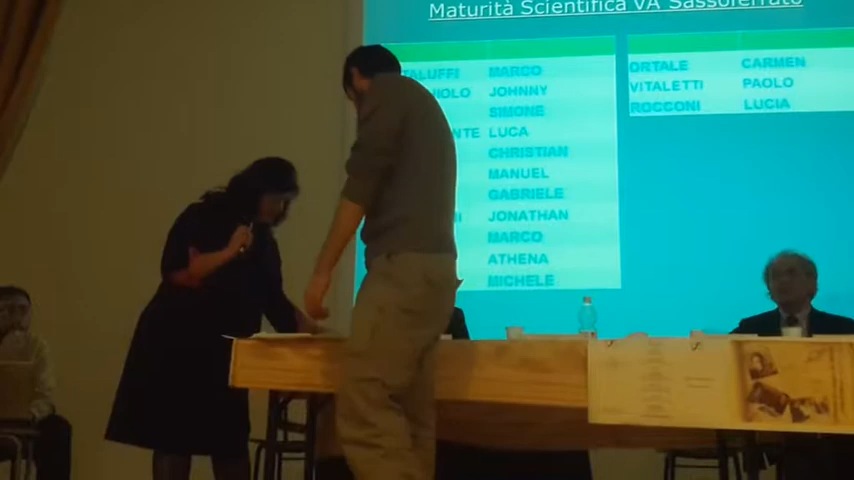 Maturità Scientifica VA Sassoferrato
TALUFFI MARCO
IOLO JOHNNY
SIMONE
NTE LUCA
CHRISTIAN
MANUEL
GABRIELE
JONATHAN
MARCO
ATHENA
MICHELE
ORTALE CARMEN
VITALETTI PAOLO
ROCCONI LUCIA